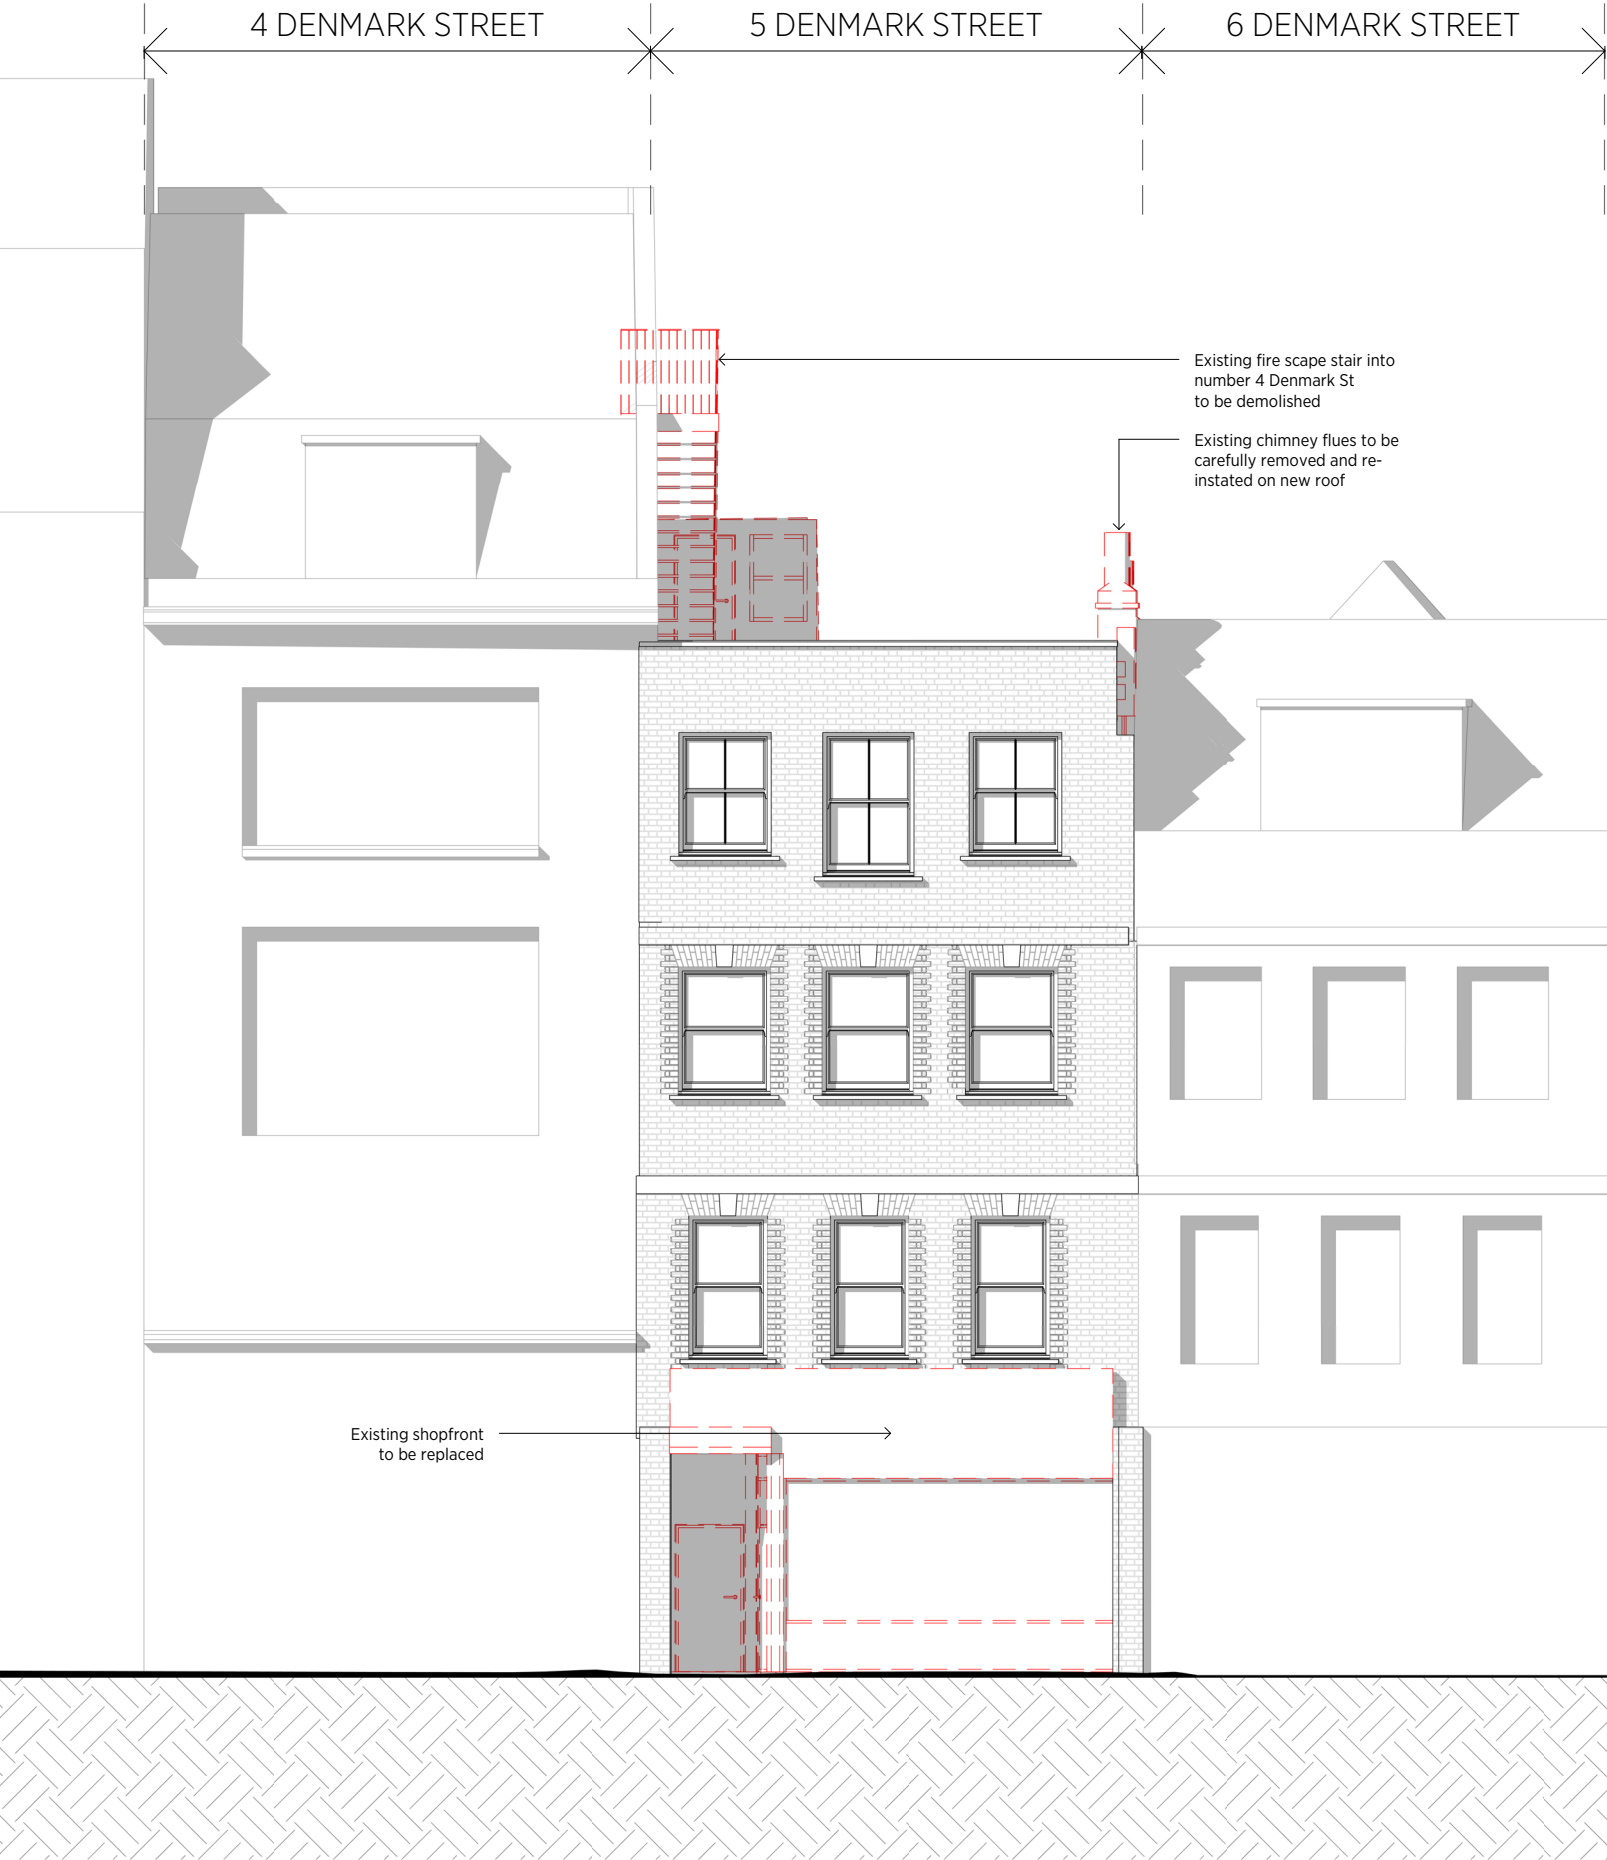 4 DENMARK STREET
5 DENMARK STREET
6 DENMARK STREET
Existing fire scape stair into
number 4 Denmark St
to be demolished
Existing chimney flues to be
carefully removed and re-
instated on new roof
Existing shopfront
to be replaced